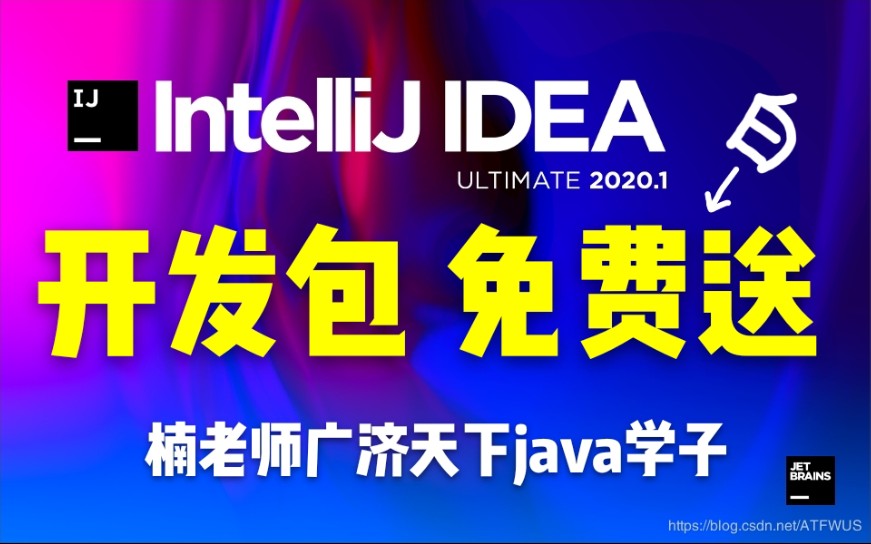 IJ
IntelliJ IDEA
ULTIMATE 2020.1
百
开发包 免费送
楠老师广济天下java学子
JET
BRAINS
https://blog.csdn.net/ATFWUS